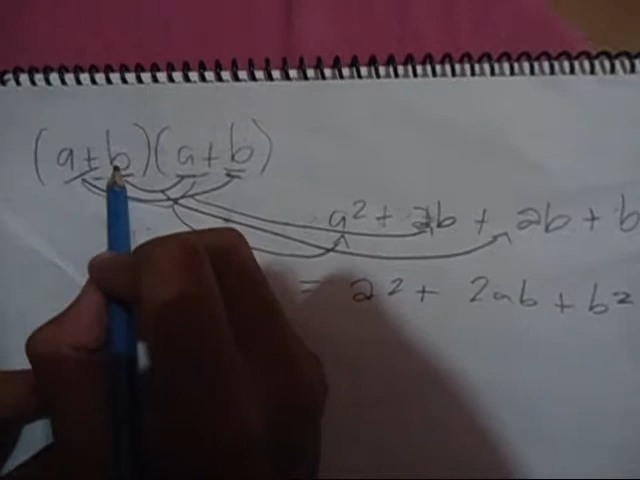 (a+b)(a+b)
a² + ab + ab + b
= a² + 2ab + b²